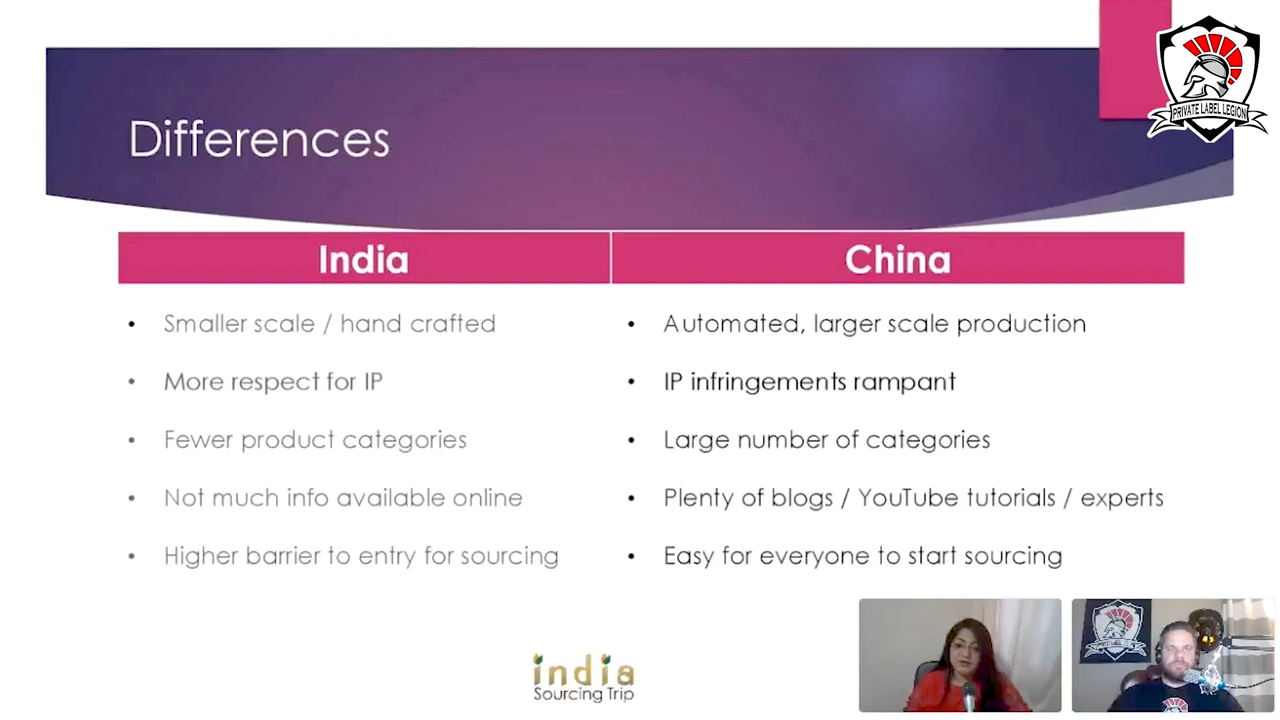 PRIVATE LABEL LEGION
Differences
India
China
• Smaller scale / hand crafted
• Automated, larger scale production
• More respect for IP
• IP infringements rampant
• Fewer product categories
• Large number of categories
• Not much info available online
• Plenty of blogs / YouTube tutorials / experts
• Higher barrier to entry for sourcing
• Easy for everyone to start sourcing
india
Sourcing Trip